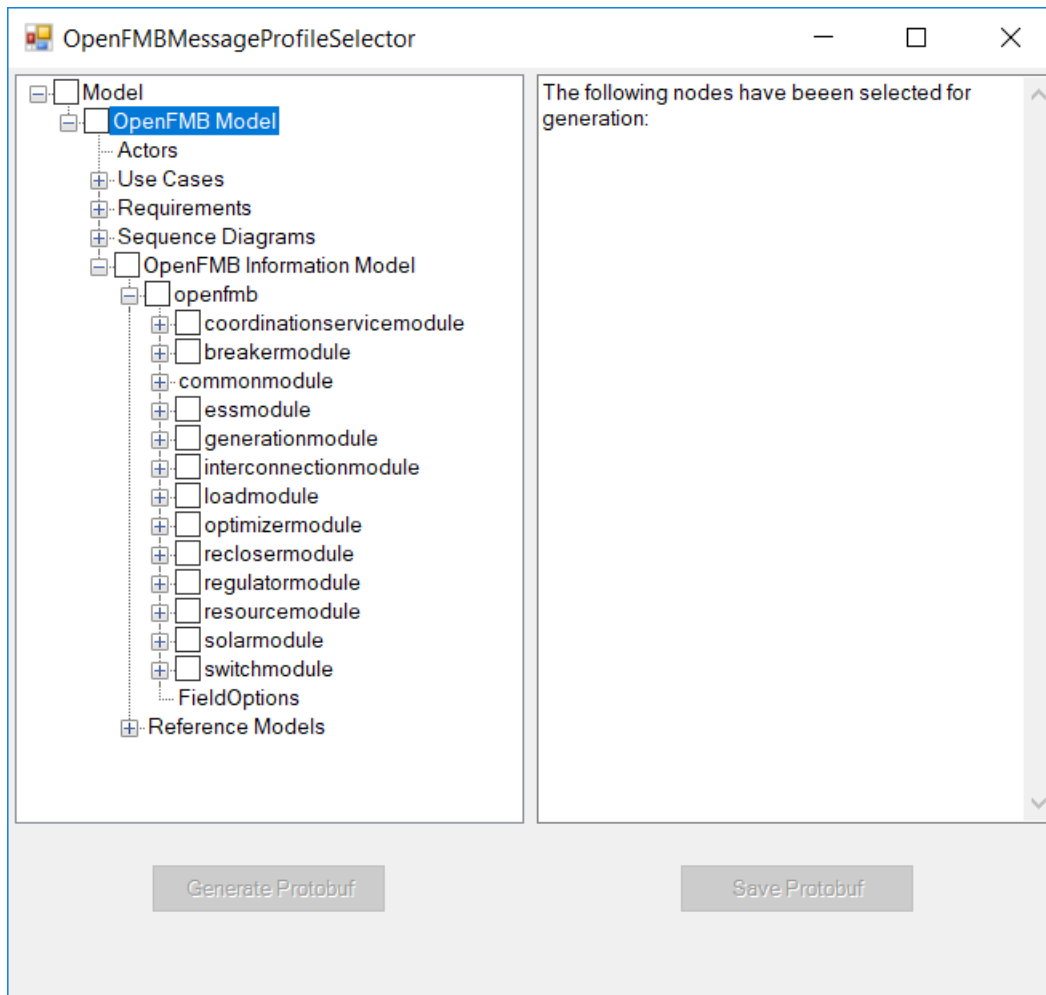 OpenFMBMessageProfileSelector
Model
OpenFMB Model
Actors
Use Cases
Requirements
Sequence Diagrams
OpenFMB Information Model
openfmb
coordinationservicemodule
breakermodule
commonmodule
essmodule
generationmodule
interconnectionmodule
loadmodule
optimizermodule
reclosermodule
regulatormodule
resourcemodule
solarmodule
switchmodule
FieldOptions
Reference Models
The following nodes have beeen selected for
generation:
Generate Protobuf
Save Protobuf